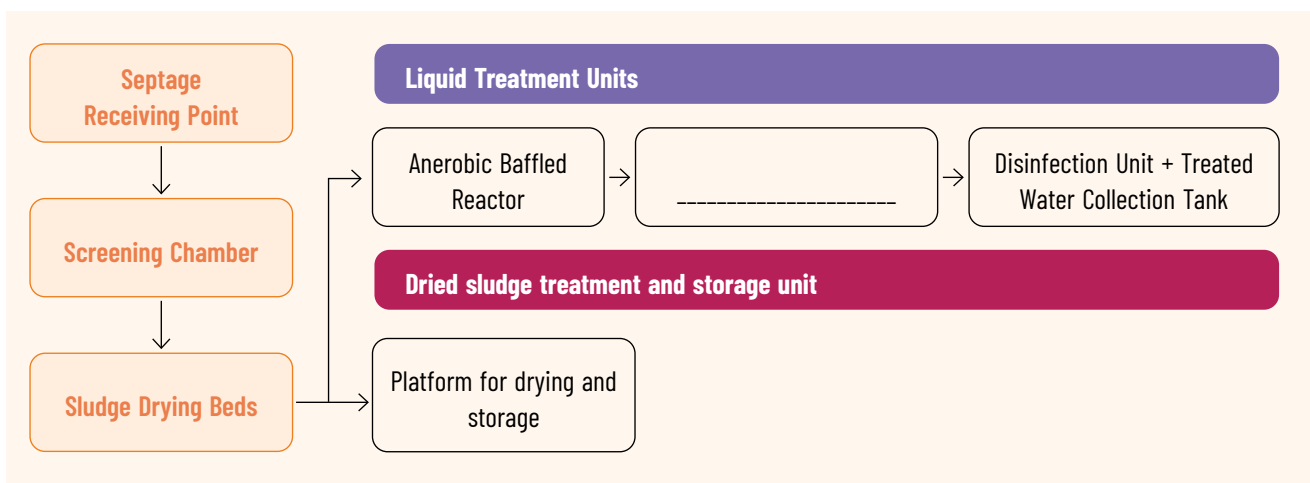 Septage
Receiving Point
Screening Chamber
Sludge Drying Beds
Liquid Treatment Units
Anerobic Baffled
Reactor
______________________
Disinfection Unit + Treated
Water Collection Tank
Dried sludge treatment and storage unit
Platform for drying and
storage